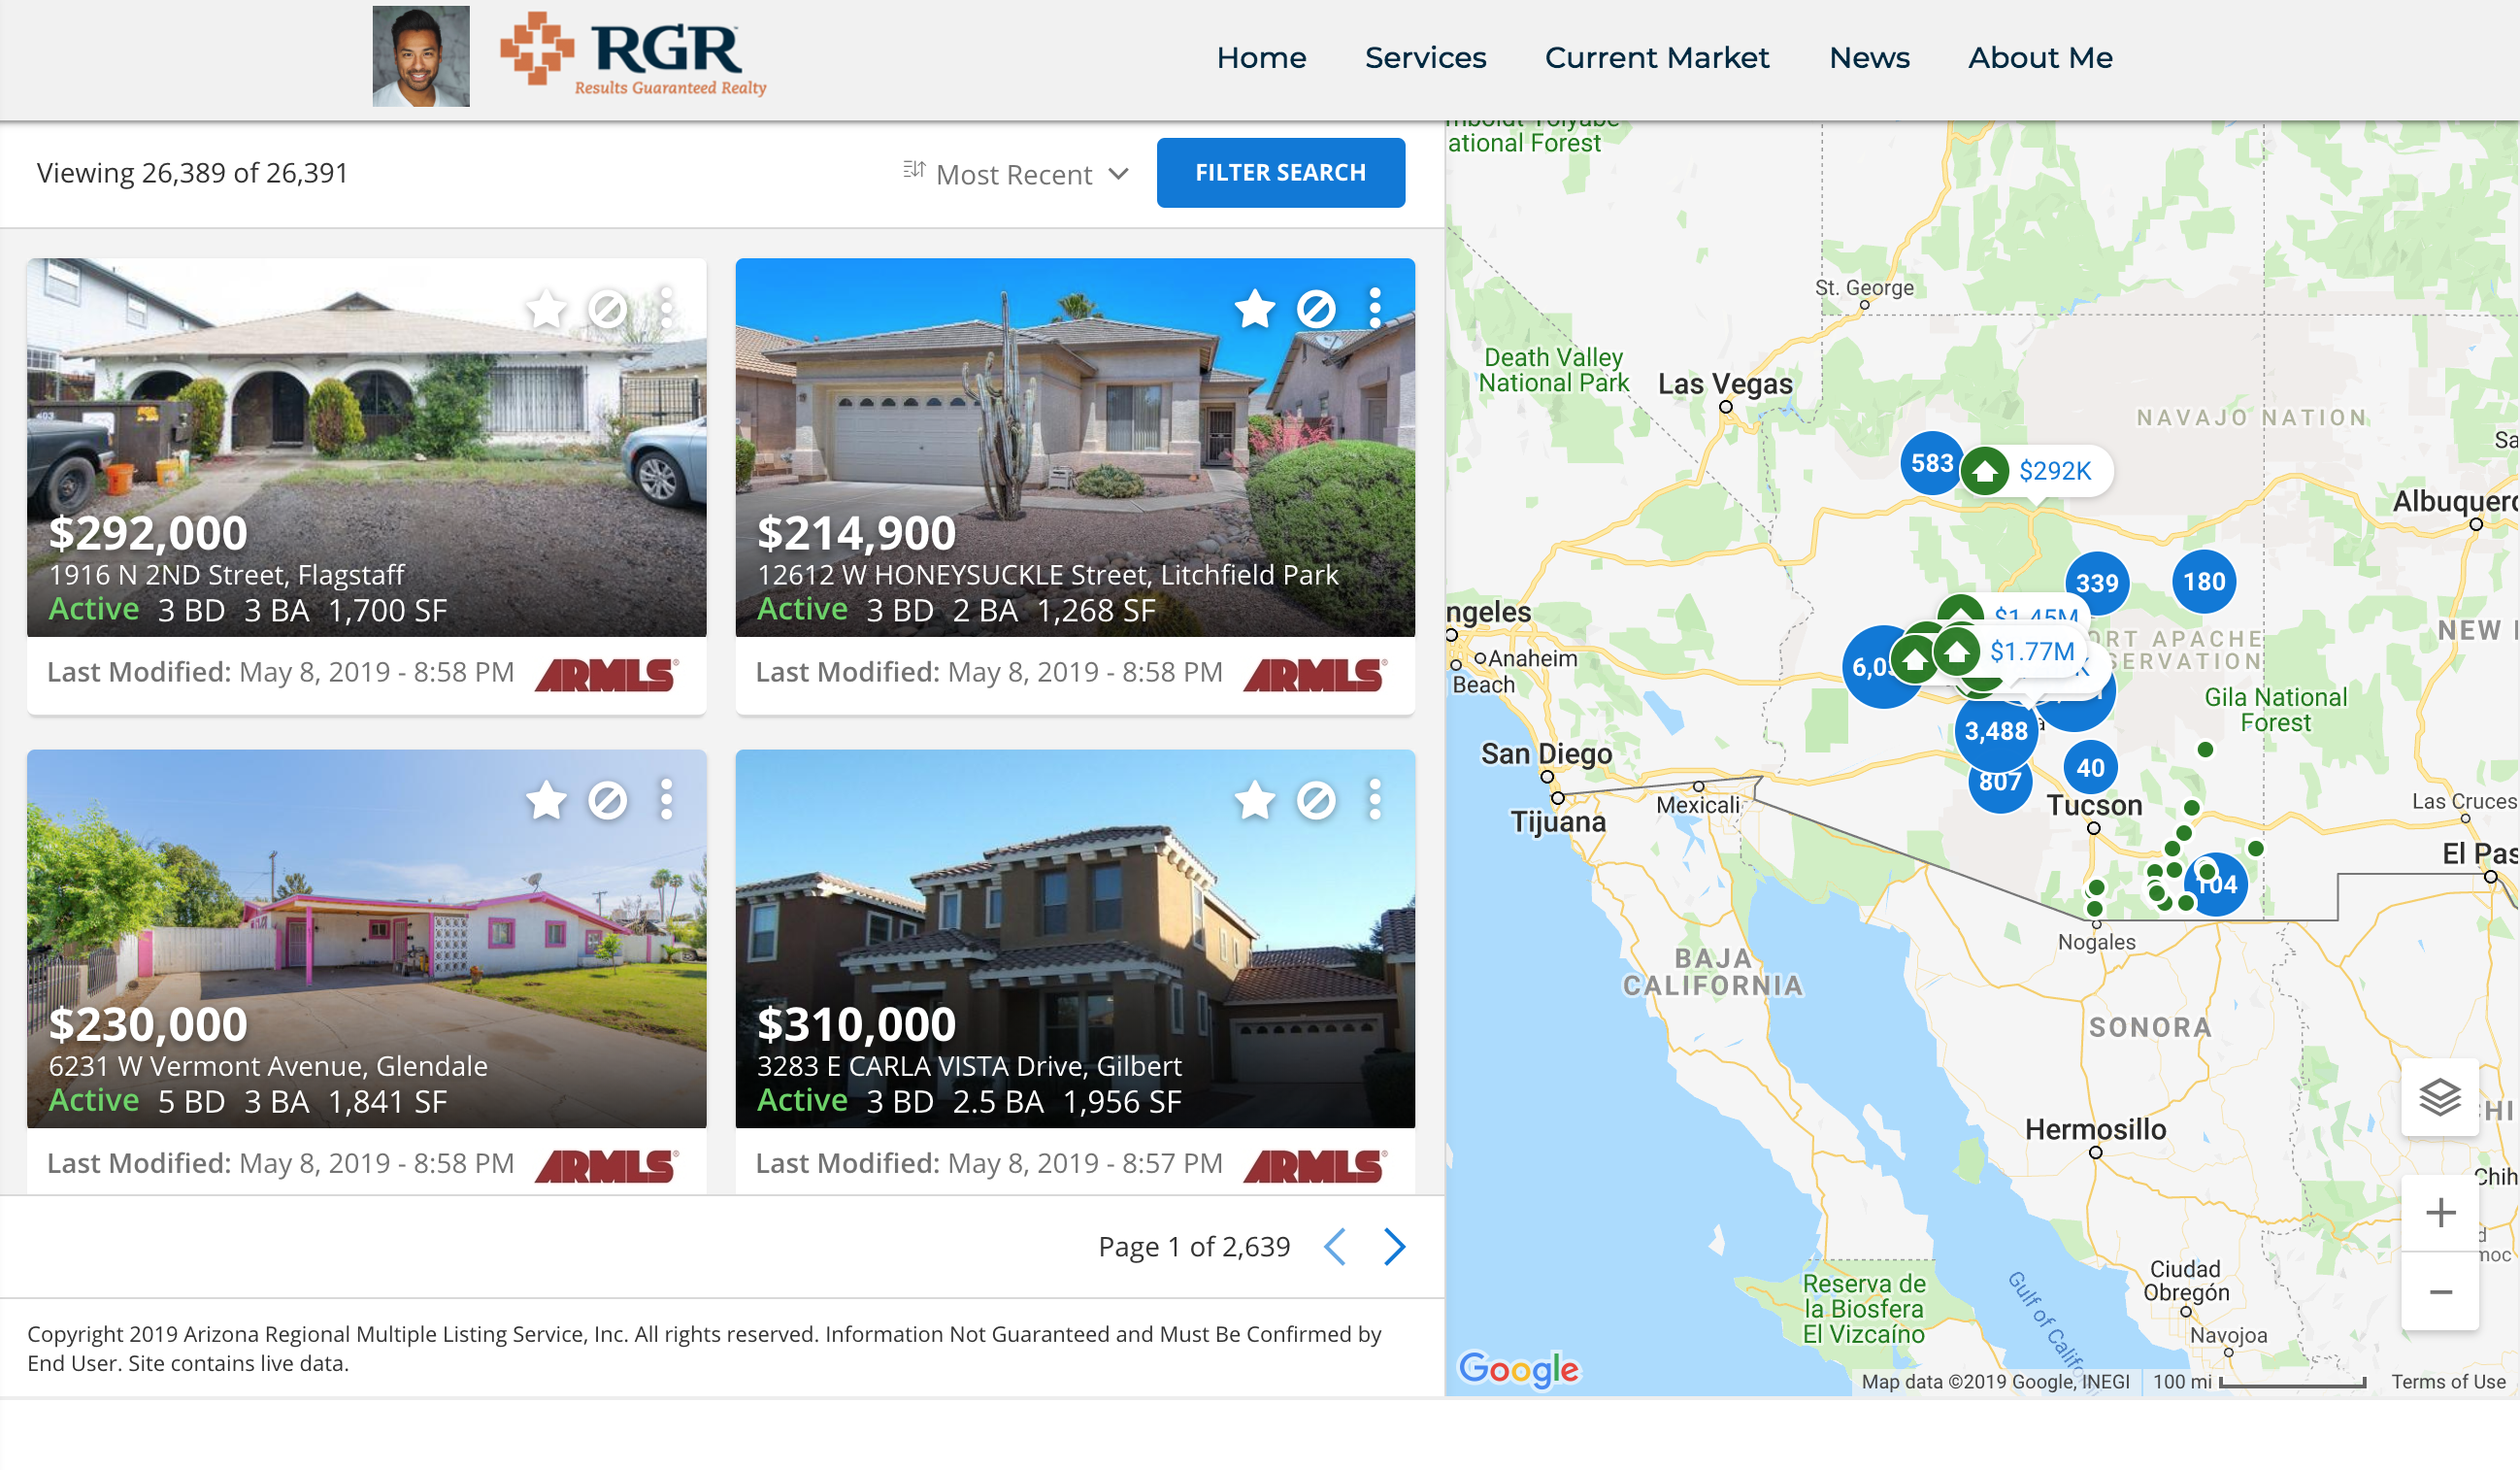 RGR
Results Guaranteed Realty
Home Services Current Market News About Me
Viewing 26,389 of 26,391
Most Recent
FILTER SEARCH
$292,000
1916 N 2ND Street, Flagstaff
Active 3 BD 3 BA 1,700 SF
Last Modified: May 8, 2019 - 8:58 PM ARMLS
$214,900
12612 W HONEYSUCKLE Street, Litchfield Park
Active 3 BD 2 BA 1,268 SF
Last Modified: May 8, 2019 - 8:58 PM ARMLS
$230,000
6231 W Vermont Avenue, Glendale
Active 5 BD 3 BA 1,841 SF
Last Modified: May 8, 2019 - 8:58 PM ARMLS
$310,000
3283 E CARLA VISTA Drive, Gilbert
Active 3 BD 2.5 BA 1,956 SF
Last Modified: May 8, 2019 - 8:57 PM ARMLS
Page 1 of 2,639
Copyright 2019 Arizona Regional Multiple Listing Service, Inc. All rights reserved. Information Not Guaranteed and Must Be Confirmed by
End User. Site contains live data.
ational Forest
St. George
Death Valley
National Park
Las Vegas
NAVAJO NATION
583
$292K
Albuquerq
339
180
$1.45M
$1.77M
ngeles
Anaheim
Beach
ORT APACHE
SERVATION
NEW
Gila National
Forest
3,488
San Diego
40
807
Tucson
Mexicali
Tijuana
Las Cruces
El Pas
104
Nogales
BAJA
CALIFORNIA
SONORA
HI
Hermosillo
Chih
Ciudad
Obregón
Reserva de
la Biosfera
El Vizcaíno
Gulf of Califor
Navojoa
Google
Map data ©2019 Google, INEGI 100 mi Terms of Use